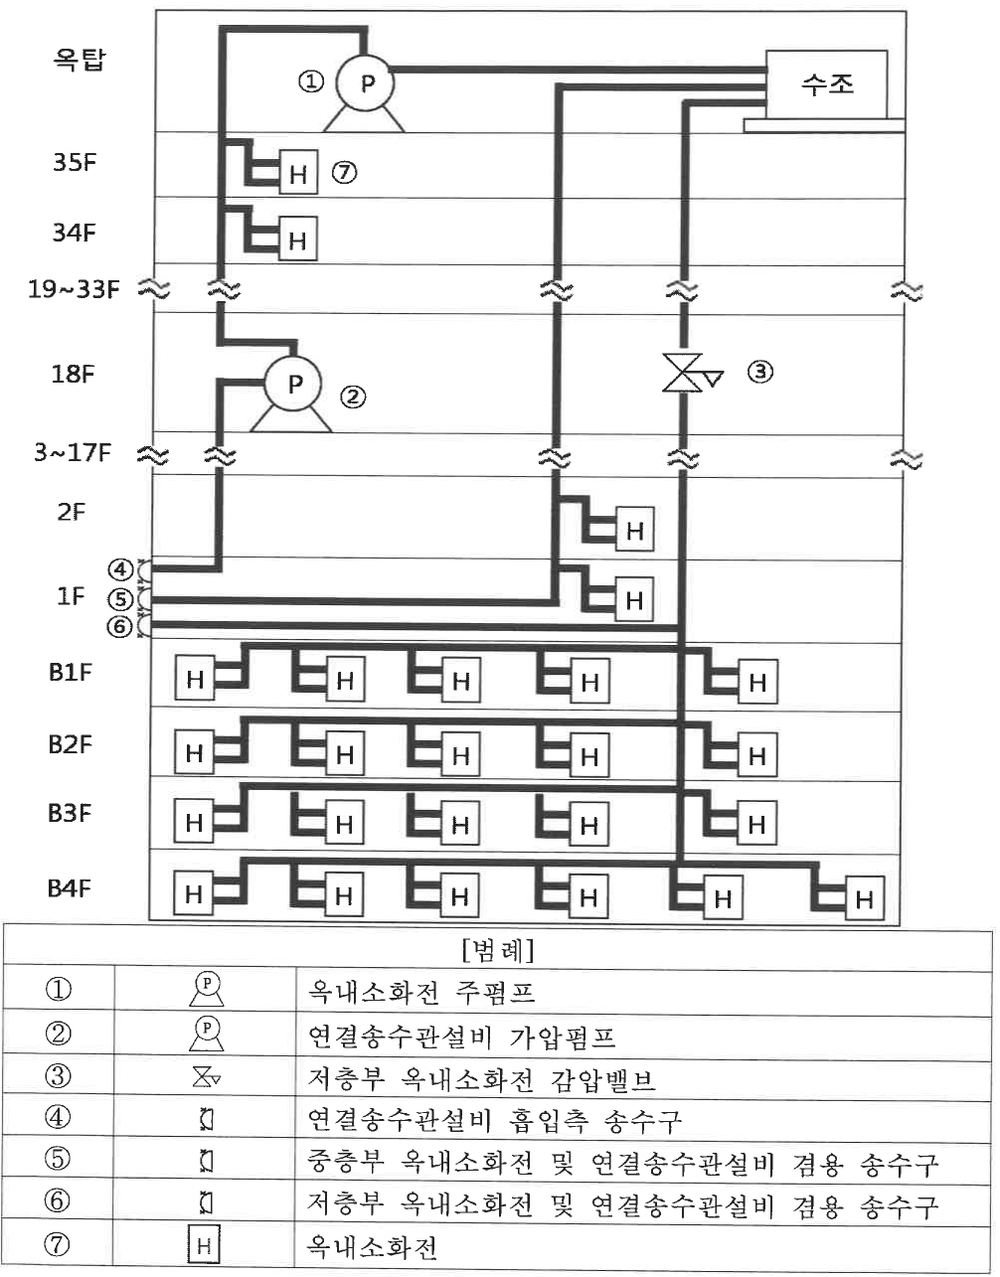 옥탑
① P 수조
35F H ⑦
34F H
19~33F
18F P ② ③
3~17F
2F H
④
1F ⑤ H
⑥
B1F H H H H H
B2F H H H H H
B3F H H H H H
B4F H H H H H H
[범례]
① P 옥내소화전 주펌프
② P 연결송수관설비 가압펌프
③ 저층부 옥내소화전 감압밸브
④ 연결송수관설비 흡입측 송수구
⑤ 중층부 옥내소화전 및 연결송수관설비 겸용 송수구
⑥ 저층부 옥내소화전 및 연결송수관설비 겸용 송수구
⑦ H 옥내소화전